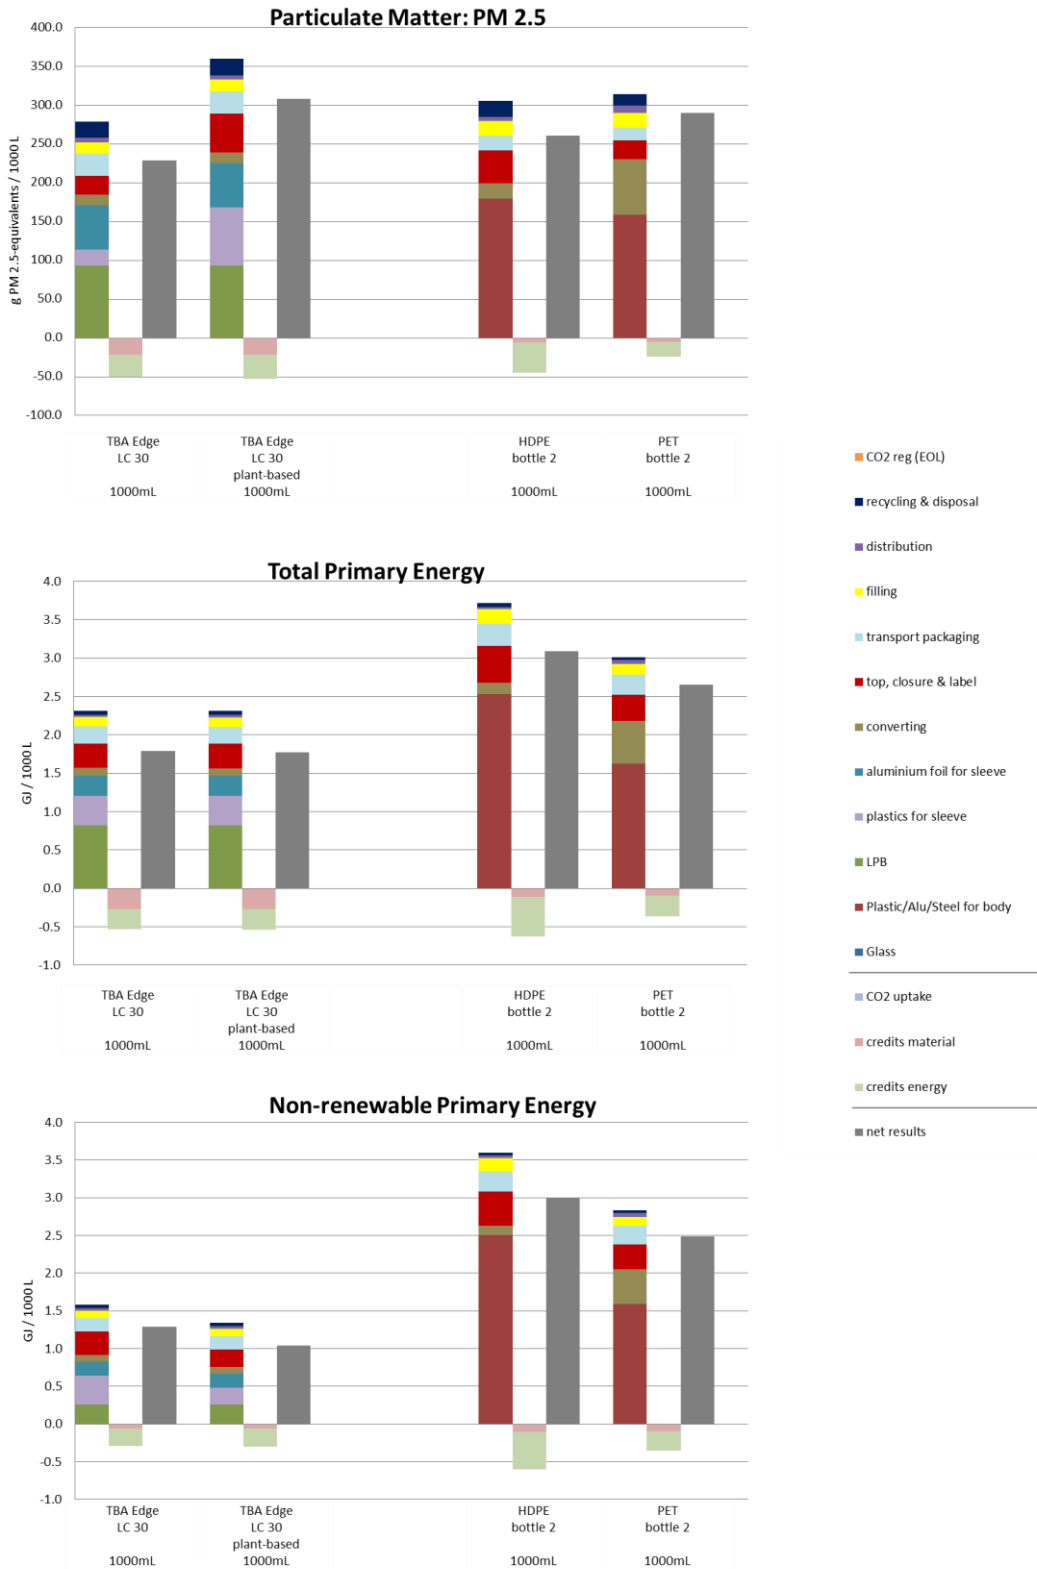 Particulate Matter: PM 2.5
400.0
350.0
300.0
250.0
200.0
150.0
100.0
50.0
0.0
-50.0
-100.0
g PM 2.5-equivalents / 1000 L
TBA Edge
LC 30
1000mL
TBA Edge
LC 30
plant-based
1000mL
HDPE
bottle 2
1000mL
PET
bottle 2
1000mL
Total Primary Energy
4.0
3.5
3.0
2.5
2.0
1.5
1.0
0.5
0.0
-0.5
-1.0
GJ / 1000 L
TBA Edge
LC 30
1000mL
TBA Edge
LC 30
plant-based
1000mL
HDPE
bottle 2
1000mL
PET
bottle 2
1000mL
Non-renewable Primary Energy
4.0
3.5
3.0
2.5
2.0
1.5
1.0
0.5
0.0
-0.5
-1.0
GJ / 1000 L
TBA Edge
LC 30
1000mL
TBA Edge
LC 30
plant-based
1000mL
HDPE
bottle 2
1000mL
PET
bottle 2
1000mL
CO2 reg (EOL)
recycling & disposal
distribution
filling
transport packaging
top, closure & label
converting
aluminium foil for sleeve
plastics for sleeve
LPB
Plastic/Alu/Steel for body
Glass
CO2 uptake
credits material
credits energy
net results